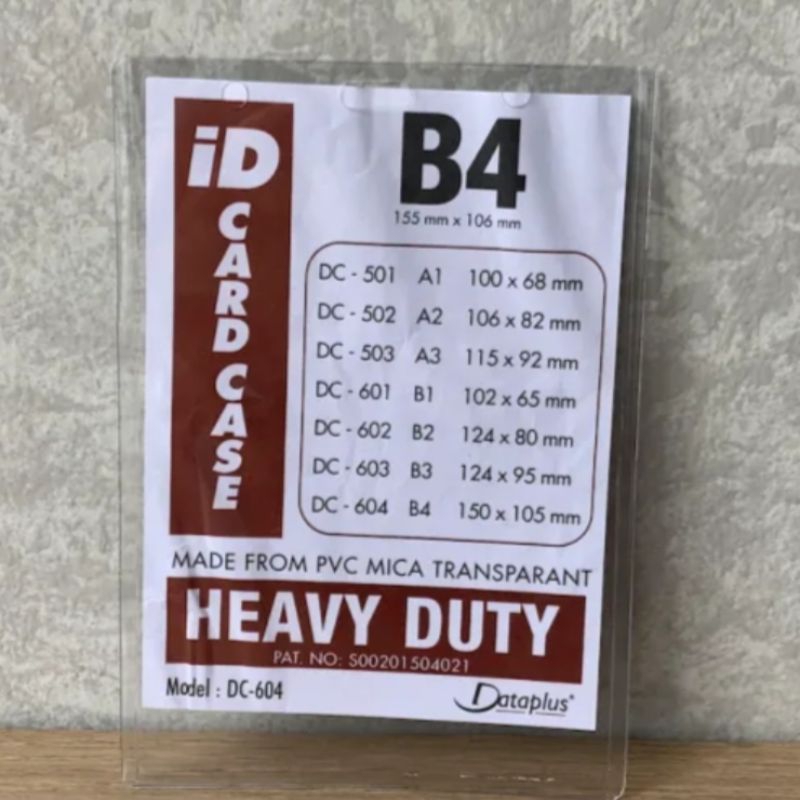 iD
CARD CASE
B4
155 mm x 106 mm
DC - 501 A1 100 x 68 mm
DC - 502 A2 106 x 82 mm
DC - 503 A3 115 x 92 mm
DC - 601 B1 102 x 65 mm
DC - 602 B2 124 x 80 mm
DC - 603 B3 124 x 95 mm
DC - 604 B4 150 x 105 mm
MADE FROM PVC MICA TRANSPARANT
HEAVY DUTY
PAT. NO: S00201504021
Model : DC-604
Dataplus®